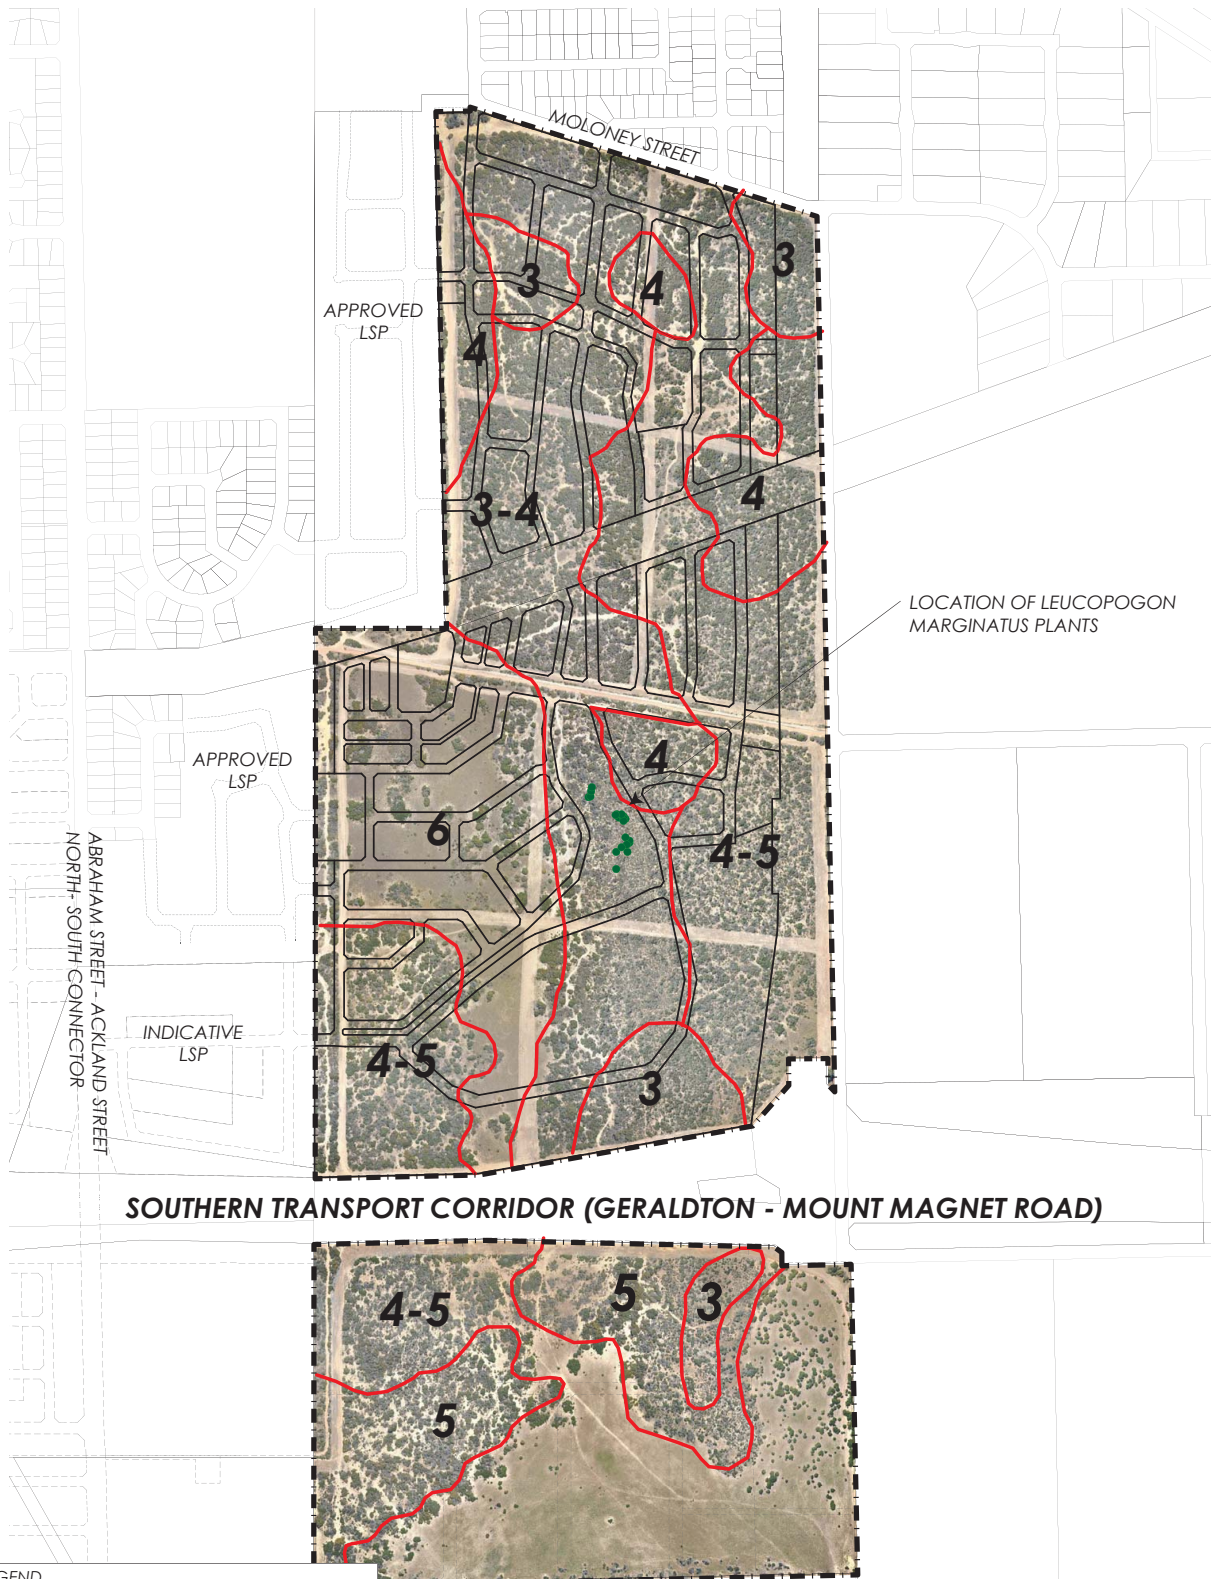 MOLONEY STREET
3
3
4
APPROVED
LSP
4
4
3-4
LOCATION OF LEUCOPOGON
MARGINATUS PLANTS
4
APPROVED
LSP
6
4-5
ABRAHAM STREET - ACKLAND STREET
NORTH - SOUTH CONNECTOR
INDICATIVE
LSP
4-5
3
SOUTHERN TRANSPORT CORRIDOR (GERALDTON - MOUNT MAGNET ROAD)
4-5
5
3
5
GEND